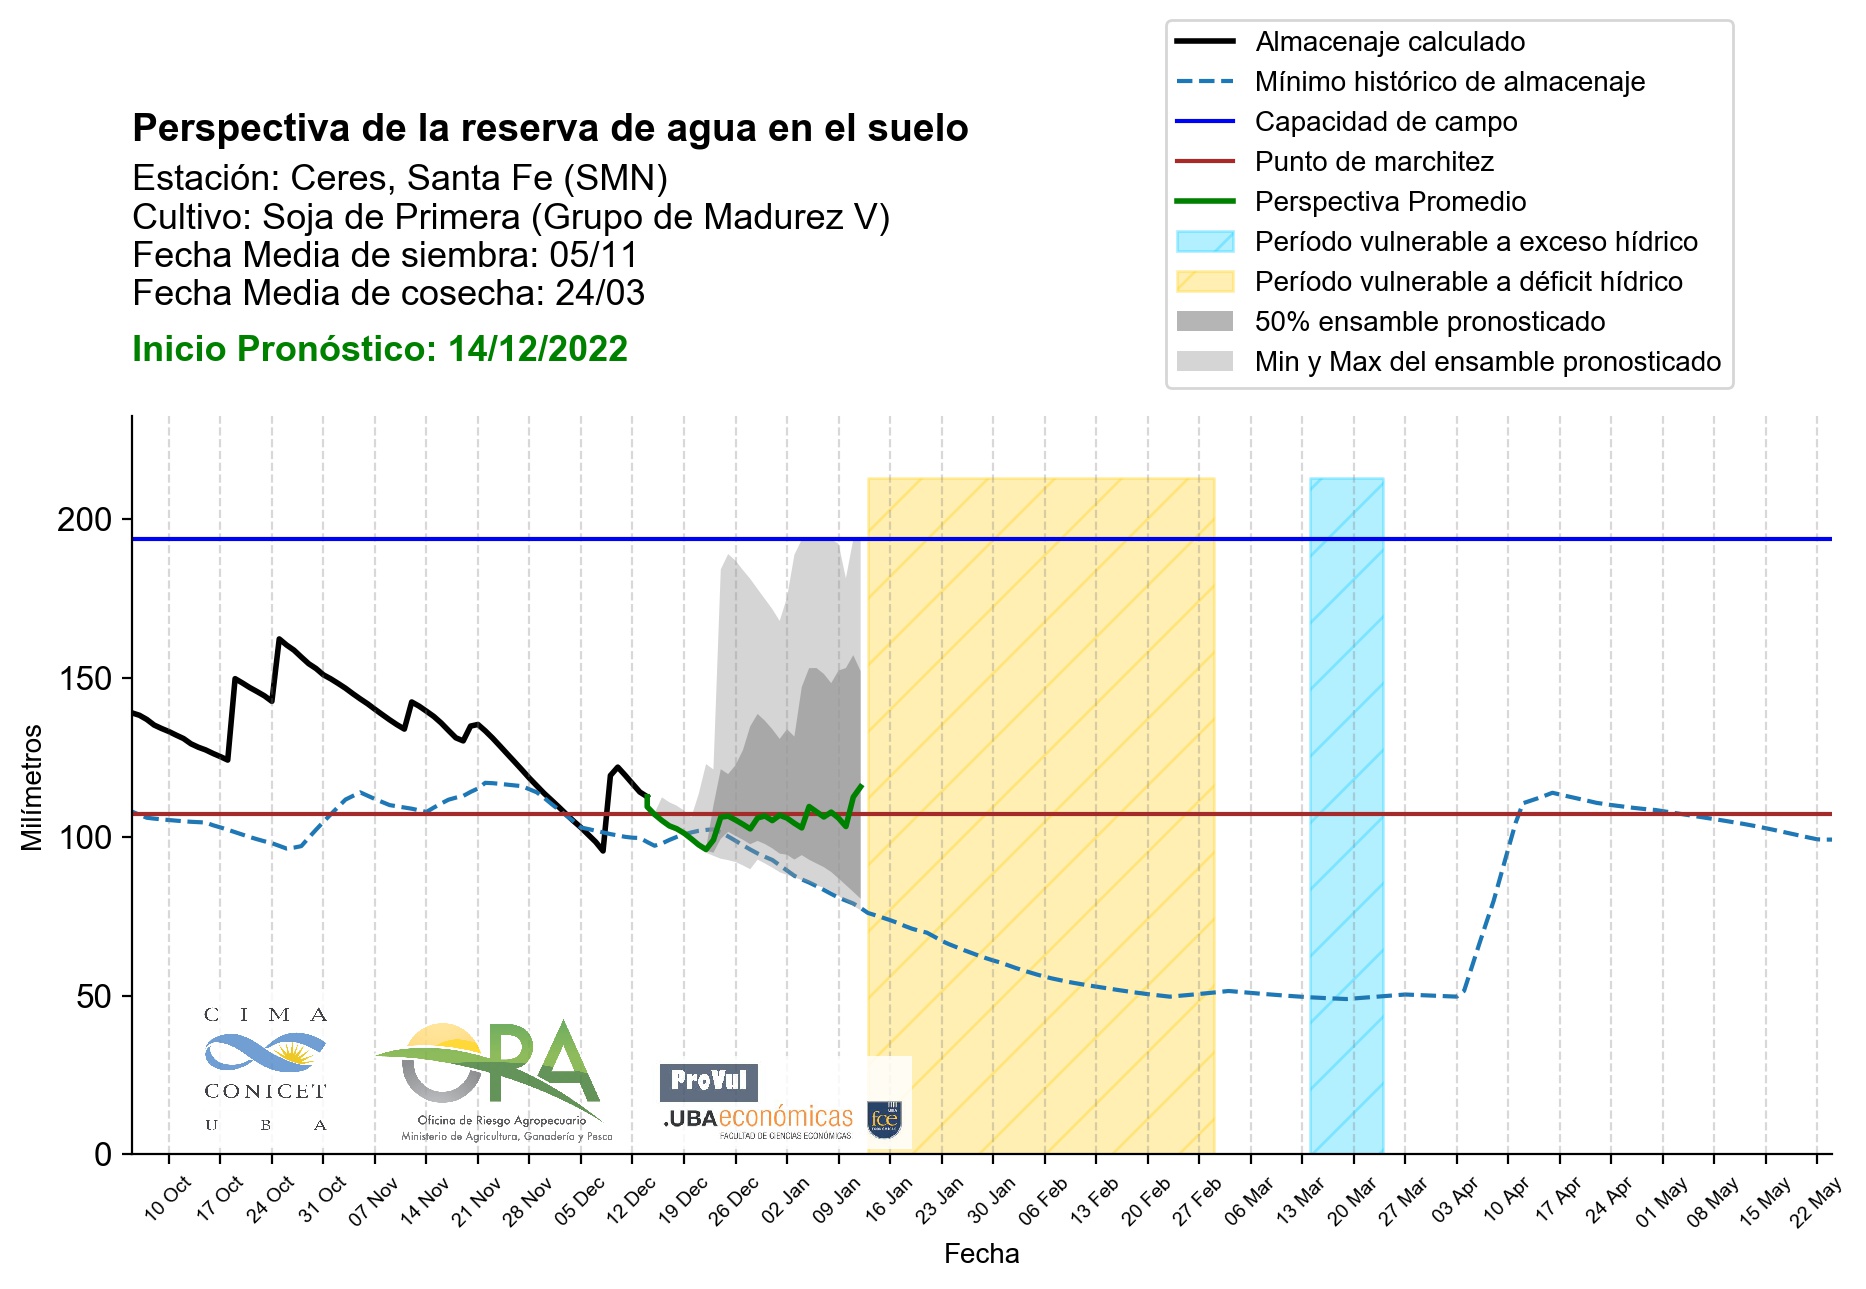 Almacenaje calculado
Mínimo histórico de almacenaje
Capacidad de campo
Punto de marchitez
Perspectiva Promedio
Período vulnerable a exceso hídrico
Período vulnerable a déficit hídrico
50% ensamble pronosticado
Min y Max del ensamble pronosticado
Perspectiva de la reserva de agua en el suelo
Estación: Ceres, Santa Fe (SMN)
Cultivo: Soja de Primera (Grupo de Madurez V)
Fecha Media de siembra: 05/11
Fecha Media de cosecha: 24/03
Inicio Pronóstico: 14/12/2022
Milímetros
200
150
100
50
0
CIMA
CONICET
UBA
ORA
Oficina de Riesgo Agropecuario
Ministerio de Agricultura, Ganadería y Pesca
ProVul
.UBAeconómicas
FACULTAD DE CIENCIAS ECONÓMICAS
UBA
fce
ECONÓMICAS
10 Oct
17 Oct
24 Oct
31 Oct
07 Nov
14 Nov
21 Nov
28 Nov
05 Dec
12 Dec
19 Dec
26 Dec
02 Jan
09 Jan
16 Jan
23 Jan
30 Jan
06 Feb
13 Feb
20 Feb
27 Feb
06 Mar
13 Mar
20 Mar
27 Mar
03 Apr
10 Apr
17 Apr
24 Apr
01 May
08 May
15 May
22 May
Fecha